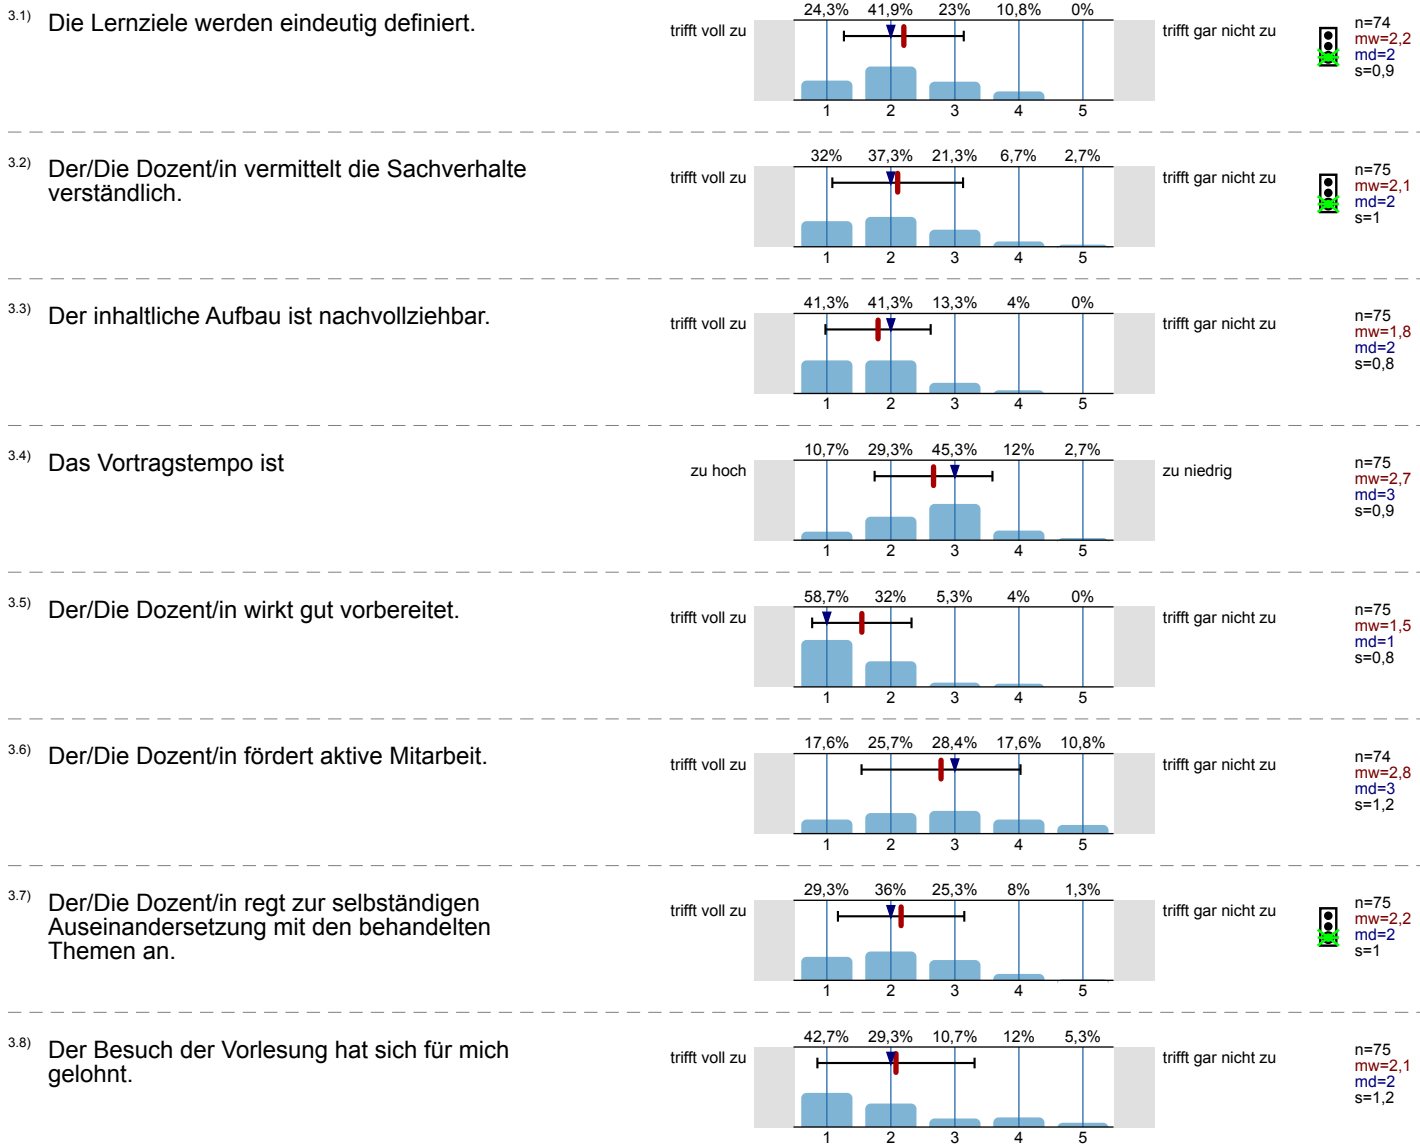 3.1) Die Lernziele werden eindeutig definiert.
trifft voll zu
24,3% 41,9% 23% 10,8% 0%
1 2 3 4 5
trifft gar nicht zu
n=74
mw=2,2
md=2
s=0,9
3.2) Der/Die Dozent/in vermittelt die Sachverhalte
verständlich.
trifft voll zu
32% 37,3% 21,3% 6,7% 2,7%
1 2 3 4 5
trifft gar nicht zu
n=75
mw=2,1
md=2
s=1
3.3) Der inhaltliche Aufbau ist nachvollziehbar.
trifft voll zu
41,3% 41,3% 13,3% 4% 0%
1 2 3 4 5
trifft gar nicht zu
n=75
mw=1,8
md=2
s=0,8
3.4) Das Vortragstempo ist
zu hoch
10,7% 29,3% 45,3% 12% 2,7%
1 2 3 4 5
zu niedrig
n=75
mw=2,7
md=3
s=0,9
3.5) Der/Die Dozent/in wirkt gut vorbereitet.
trifft voll zu
58,7% 32% 5,3% 4% 0%
1 2 3 4 5
trifft gar nicht zu
n=75
mw=1,5
md=1
s=0,8
3.6) Der/Die Dozent/in fördert aktive Mitarbeit.
trifft voll zu
17,6% 25,7% 28,4% 17,6% 10,8%
1 2 3 4 5
trifft gar nicht zu
n=74
mw=2,8
md=3
s=1,2
3.7) Der/Die Dozent/in regt zur selbständigen
Auseinandersetzung mit den behandelten
Themen an.
trifft voll zu
29,3% 36% 25,3% 8% 1,3%
1 2 3 4 5
trifft gar nicht zu
n=75
mw=2,2
md=2
s=1
3.8) Der Besuch der Vorlesung hat sich für mich
gelohnt.
trifft voll zu
42,7% 29,3% 10,7% 12% 5,3%
1 2 3 4 5
trifft gar nicht zu
n=75
mw=2,1
md=2
s=1,2